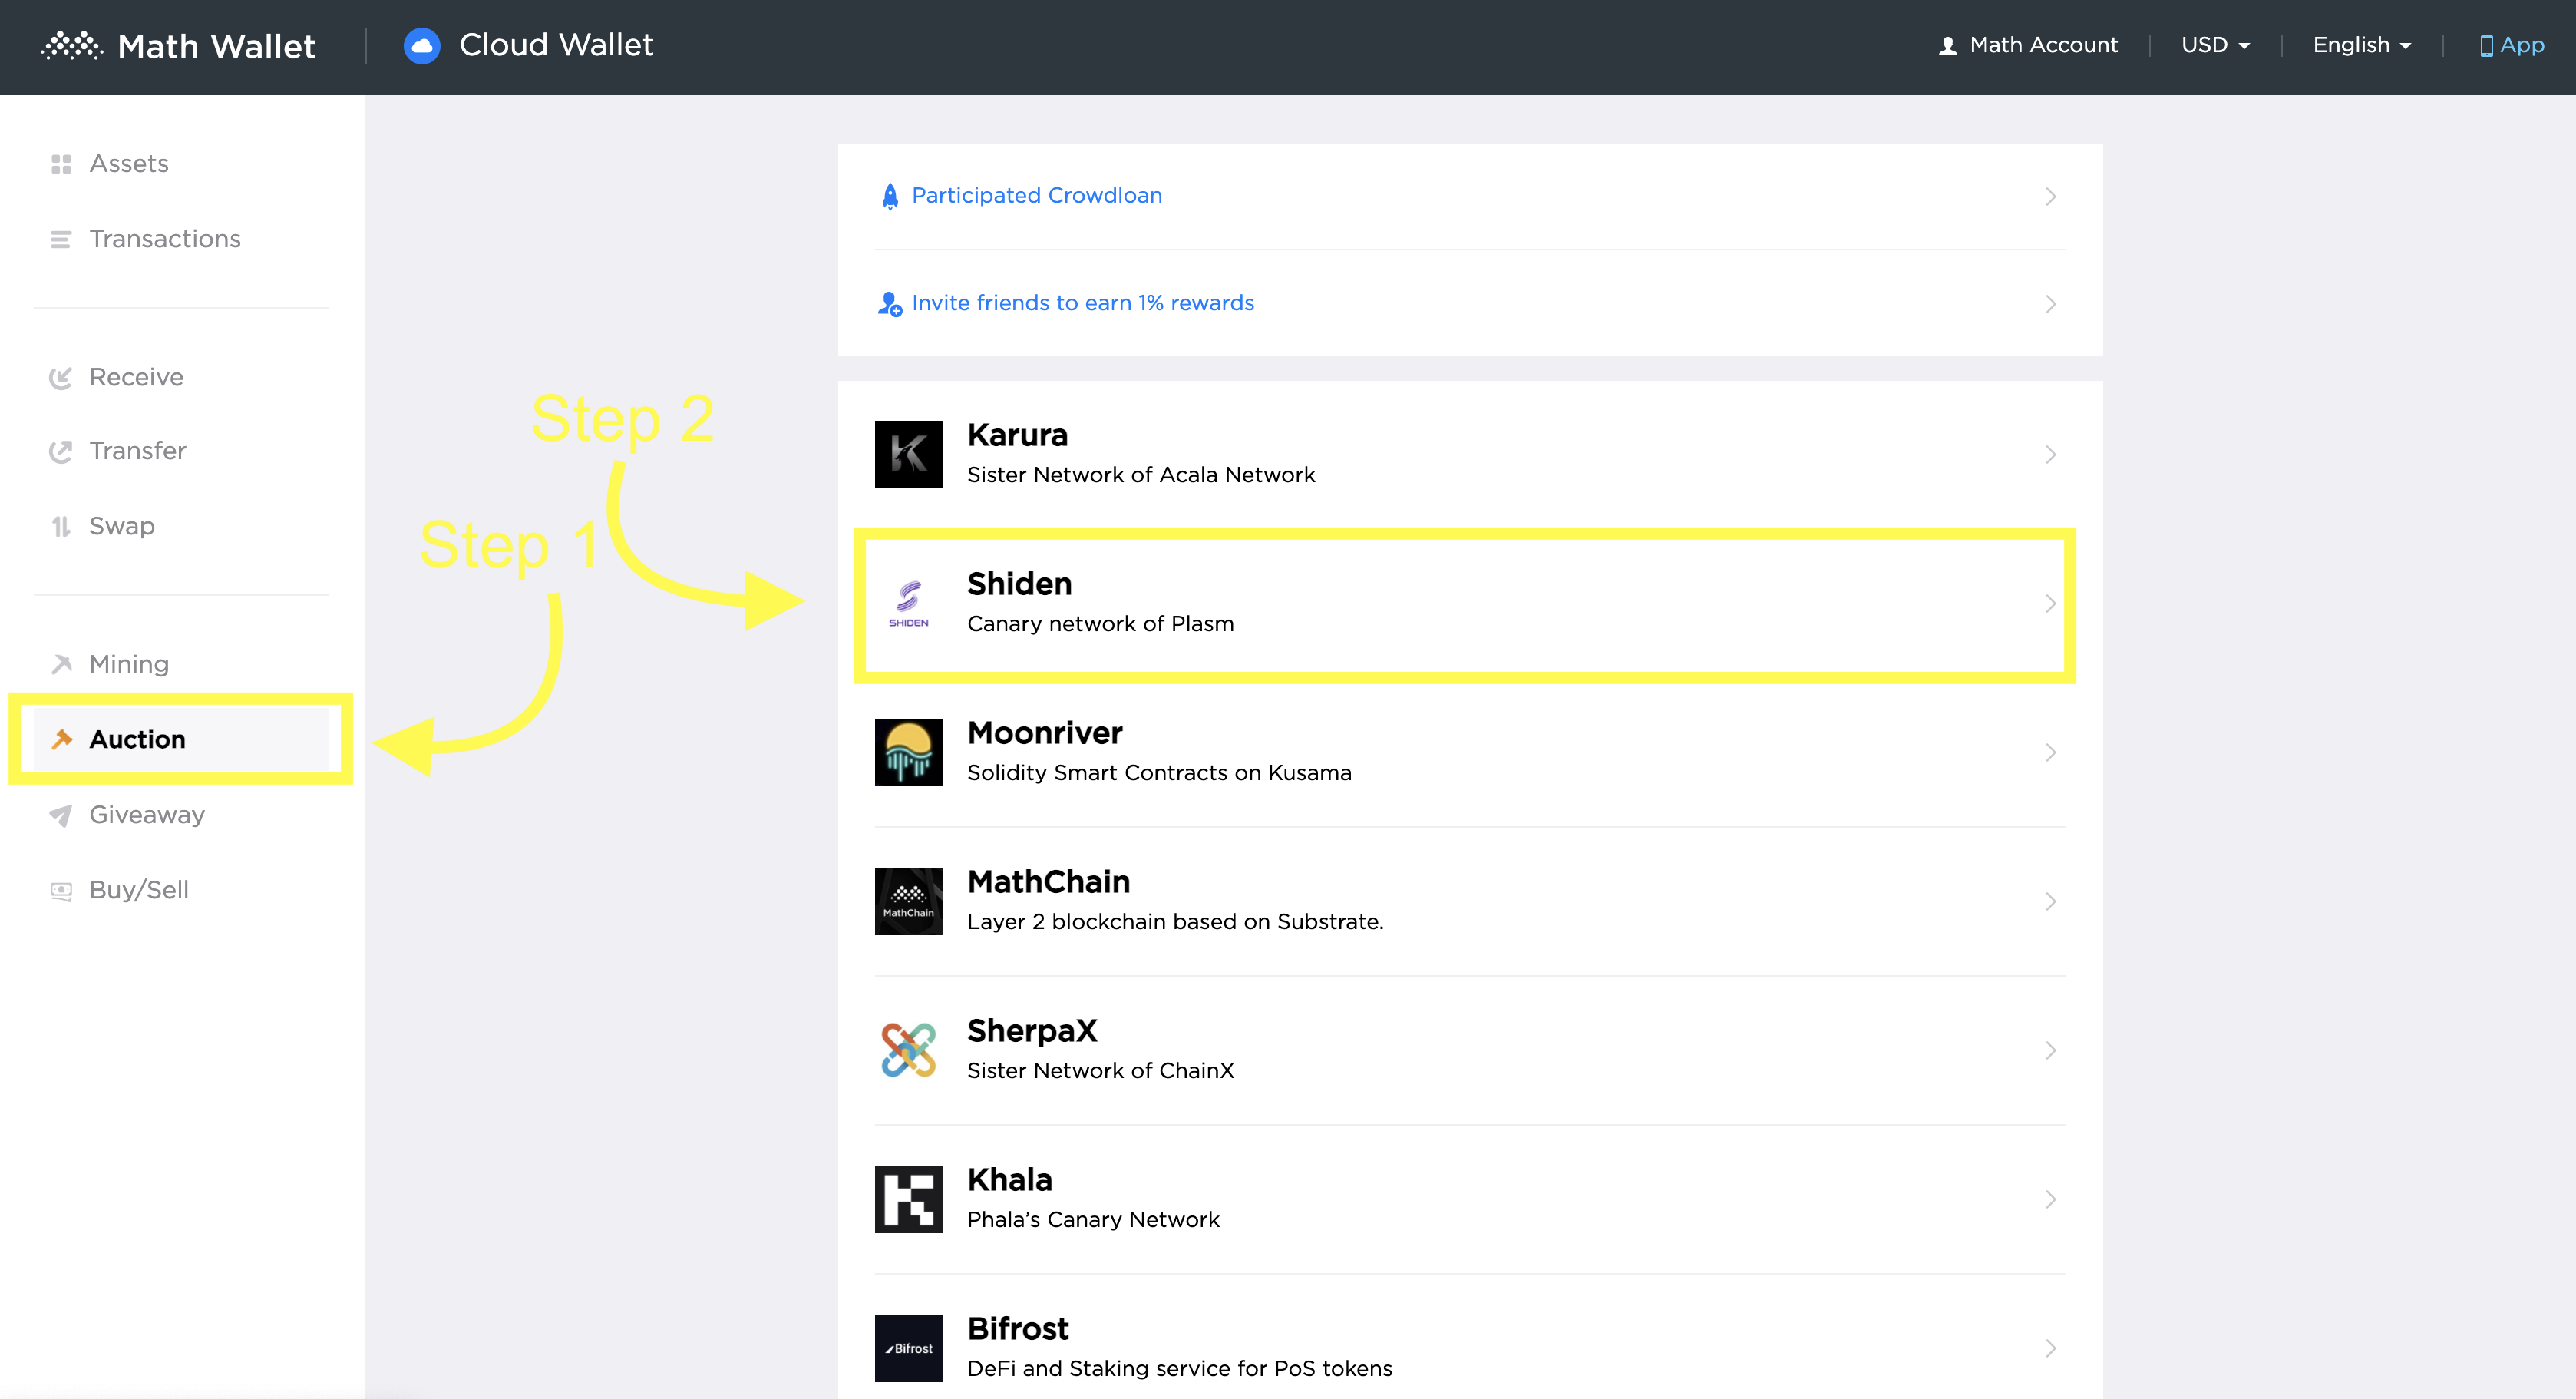 Math Wallet
Cloud Wallet
Math Account
USD
English
App
Assets
Transactions
Receive
Transfer
Swap
Mining
Auction
Giveaway
Buy/Sell
Step 2
Step 1
Participated Crowdloan
Invite friends to earn 1% rewards
Karura
Sister Network of Acala Network
SHIDEN
Shiden
Canary network of Plasm
Moonriver
Solidity Smart Contracts on Kusama
MathChain
MathChain
Layer 2 blockchain based on Substrate.
SherpaX
Sister Network of ChainX
Khala
Phala’s Canary Network
Bifrost
Bifrost
DeFi and Staking service for PoS tokens